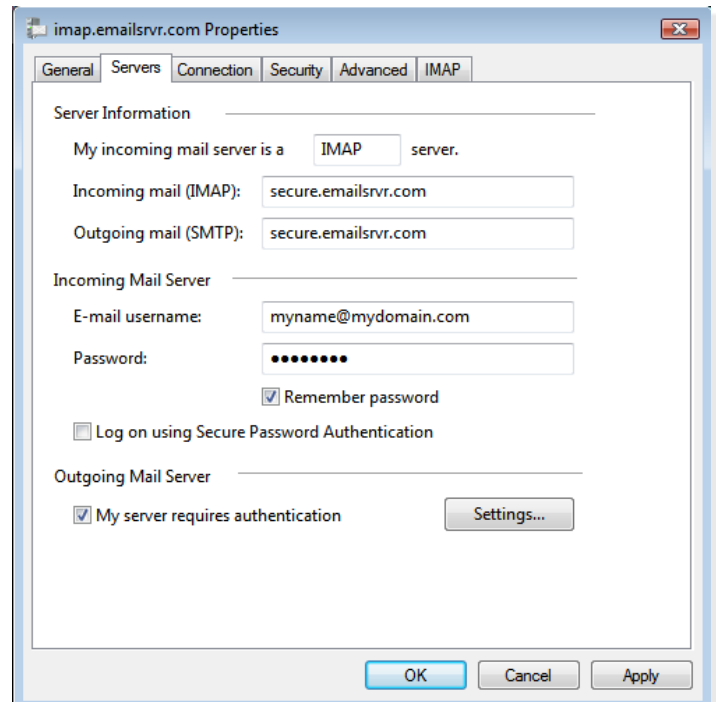 imap.emailsrvr.com Properties
General Servers Connection Security Advanced IMAP
Server Information
My incoming mail server is a IMAP server.
Incoming mail (IMAP): secure.emailsrvr.com
Outgoing mail (SMTP): secure.emailsrvr.com
Incoming Mail Server
E-mail username: myname@mydomain.com
Password: ●●●●●●●●
Remember password
Log on using Secure Password Authentication
Outgoing Mail Server
My server requires authentication Settings...
OK Cancel Apply